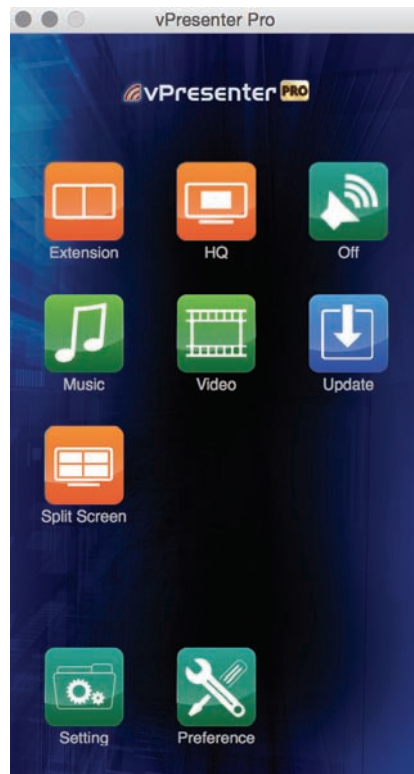 vPresenter Pro
vPresenter PRO
Extension HQ Off
Music Video Update
Split Screen
Setting Preference